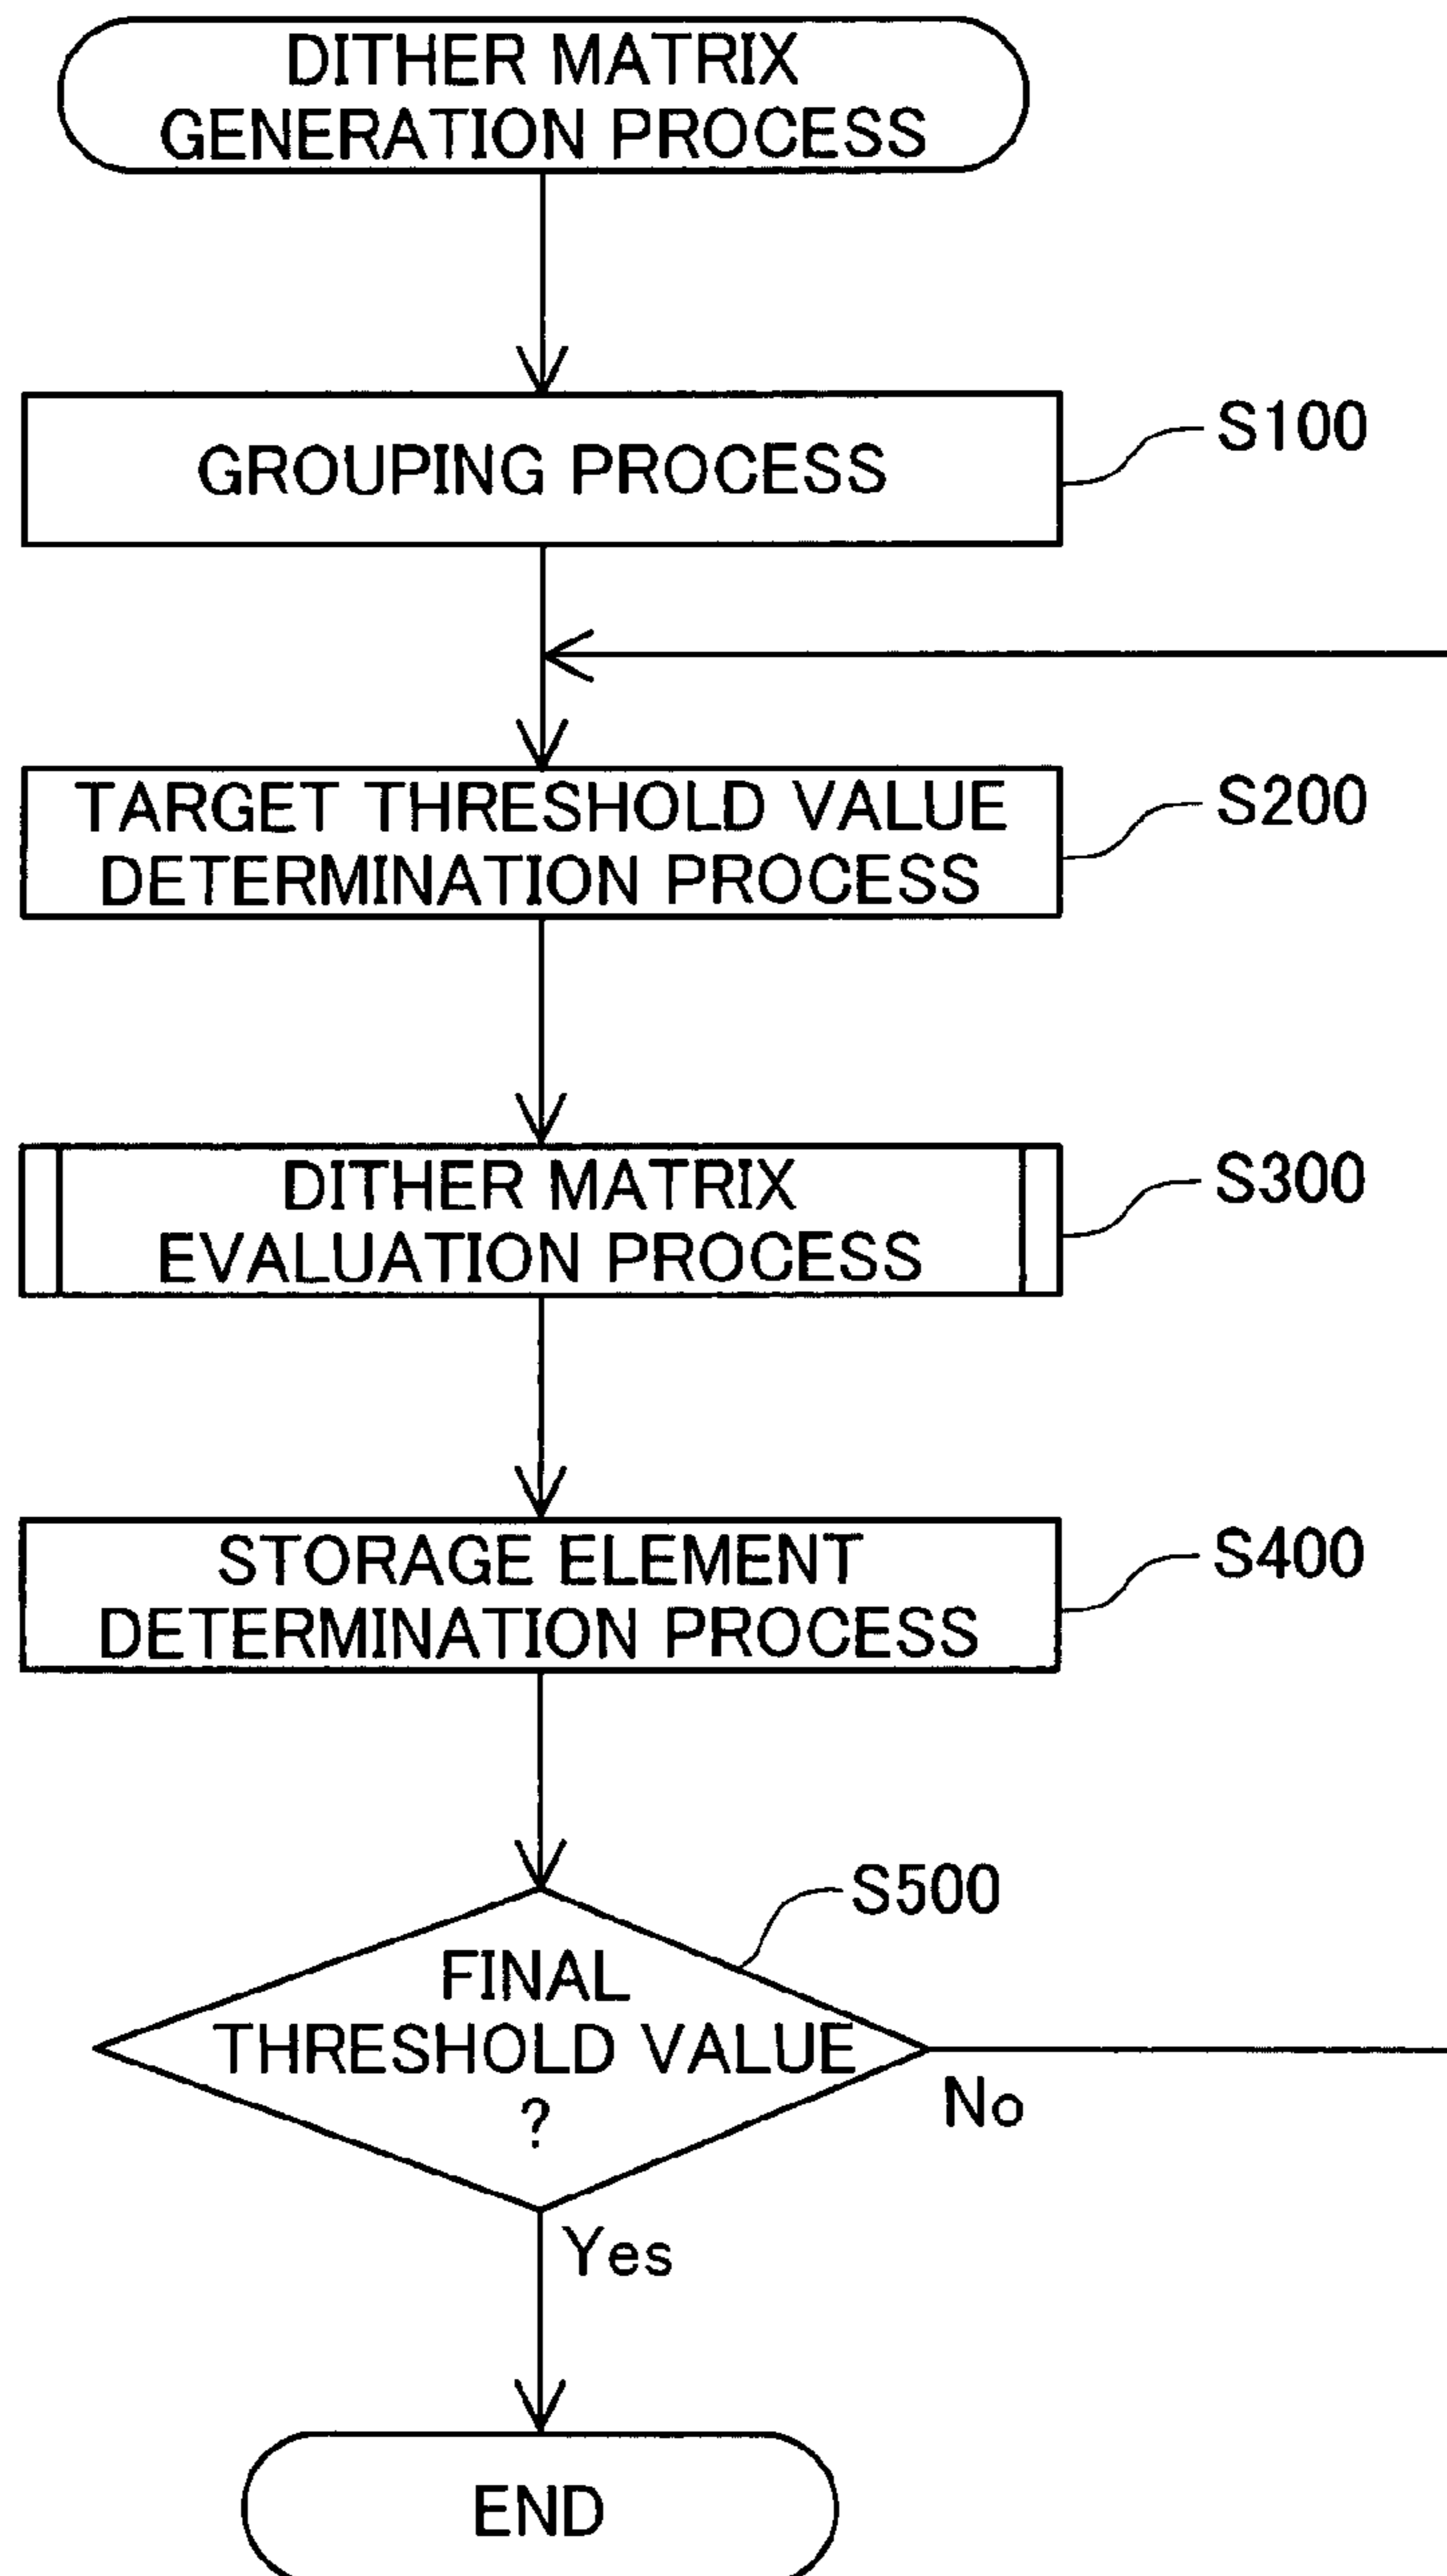 DITHER MATRIX
GENERATION PROCESS
GROUPING PROCESS
S100
TARGET THRESHOLD VALUE
DETERMINATION PROCESS
S200
DITHER MATRIX
EVALUATION PROCESS
S300
STORAGE ELEMENT
DETERMINATION PROCESS
S400
S500
FINAL
THRESHOLD VALUE
?
No
Yes
END